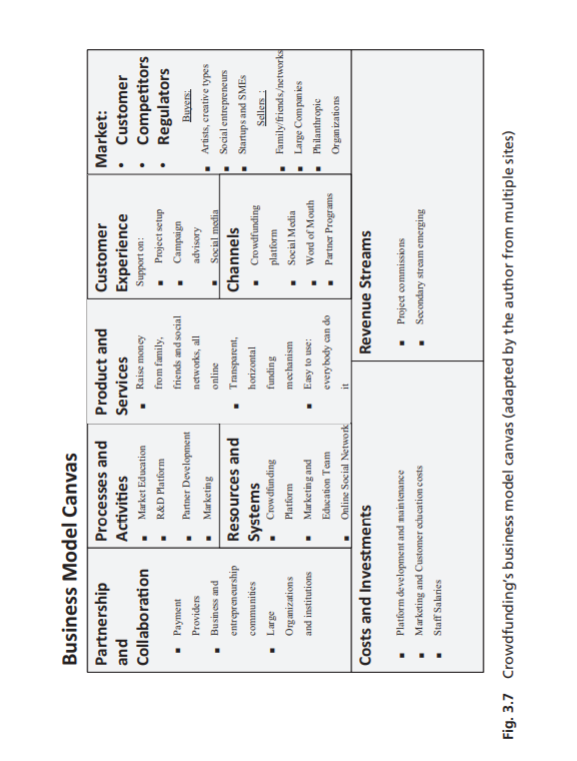 Business Model Canvas
Partnership
and
Collaboration
Payment
Providers
Business and
entrepreneurship
communities
Large
Organizations
and institutions
Processes and
Activities
Market Education
R&D Platform
Partner Development
Marketing
Resources and
Systems
Crowdfunding
Platform
Marketing and
Education Team
Online Social Network
Product and
Services
Raise money
from family,
friends and social
networks, all
online
Transparent,
horizontal
funding
mechanism
Easy to use:
everybody can do
it
Customer
Experience
Support on:
Project setup
Campaign
advisory
Social media
Channels
Crowdfunding
platform
Social Media
Word of Mouth
Partner Programs
Market:
Customer
Competitors
Regulators
Buyers:
Artists, creative types
Social entrepreneurs
Startups and SMEs
Sellers :
Family/friends/networks
Large Companies
Philanthropic
Organizations
Costs and Investments
Platform development and maintenance
Marketing and Customer education costs
Staff Salaries
Revenue Streams
Project commissions
Secondary stream emerging
Fig. 3.7 Crowdfunding's business model canvas (adapted by the author from multiple sites)